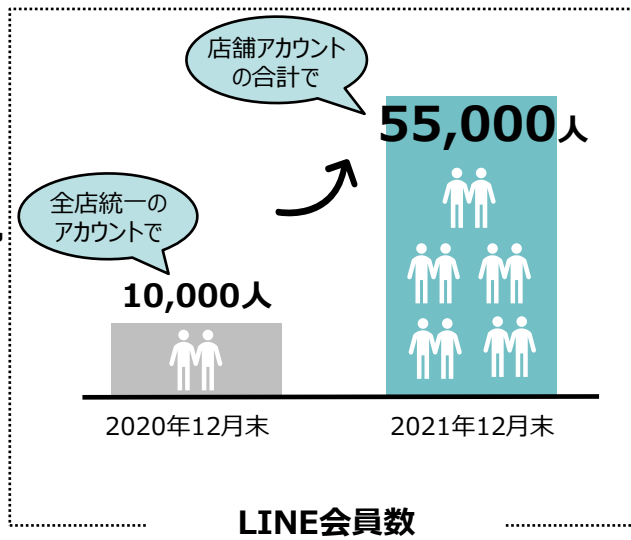 店舗アカウント
の合計で
55,000人
全店統一の
アカウントで
10,000人
2020年12月末
2021年12月末
LINE会員数